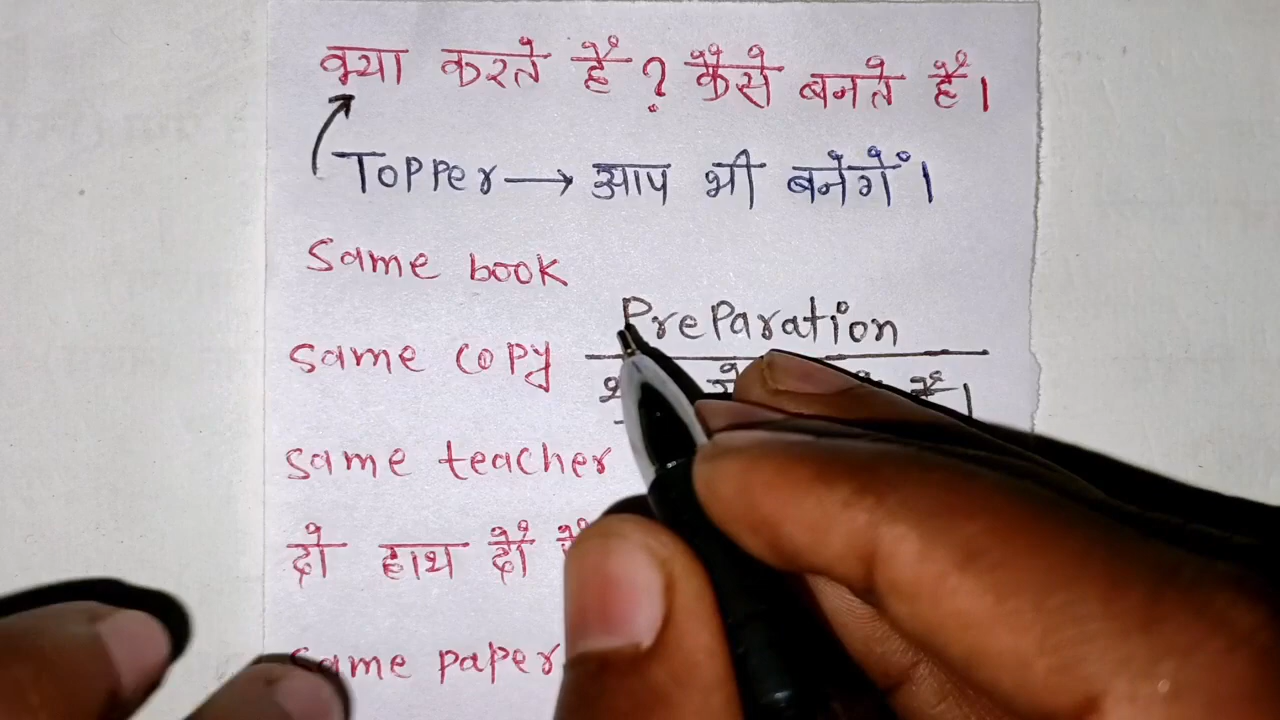 क्या करते हैं? कैसे बनते हैं।
Topper → आप भी बनेगें।
Same book
Preparation
Same copy
same teacher
दो हाथ दों
same paper